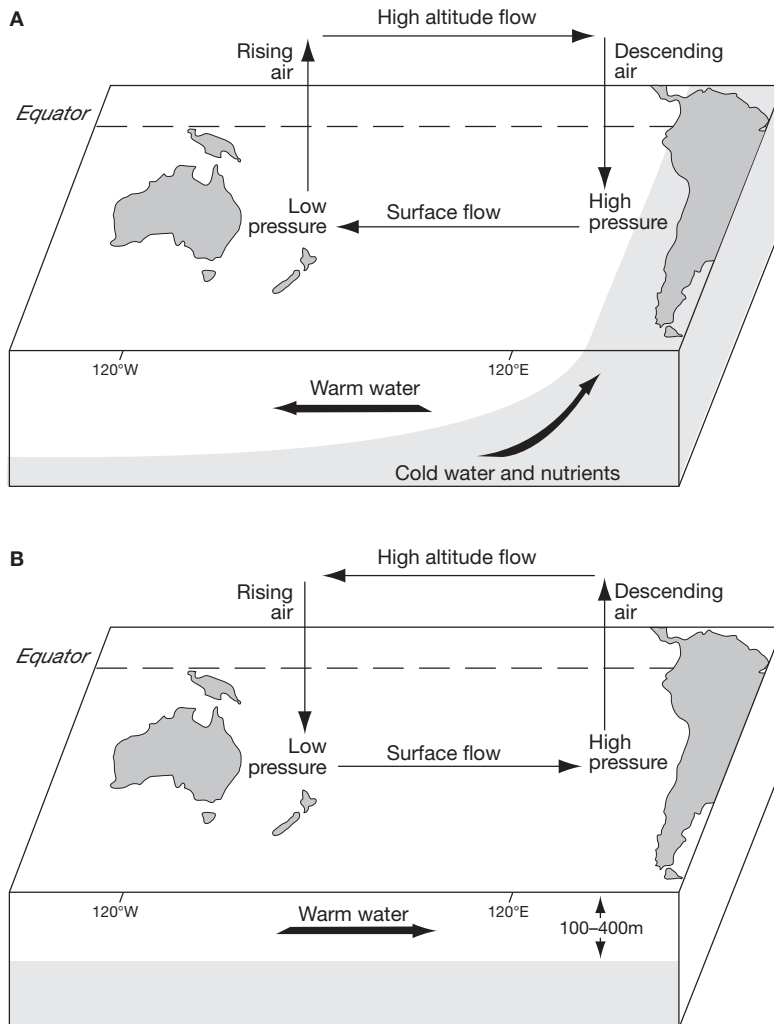 A
High altitude flow
Rising
air
Descending
air
Equator
Low
pressure
Surface flow
High
pressure
120°W
120°E
Warm water
Cold water and nutrients
B
High altitude flow
Rising
air
Descending
air
Equator
Low
pressure
Surface flow
High
pressure
120°W
120°E
Warm water
100–400m